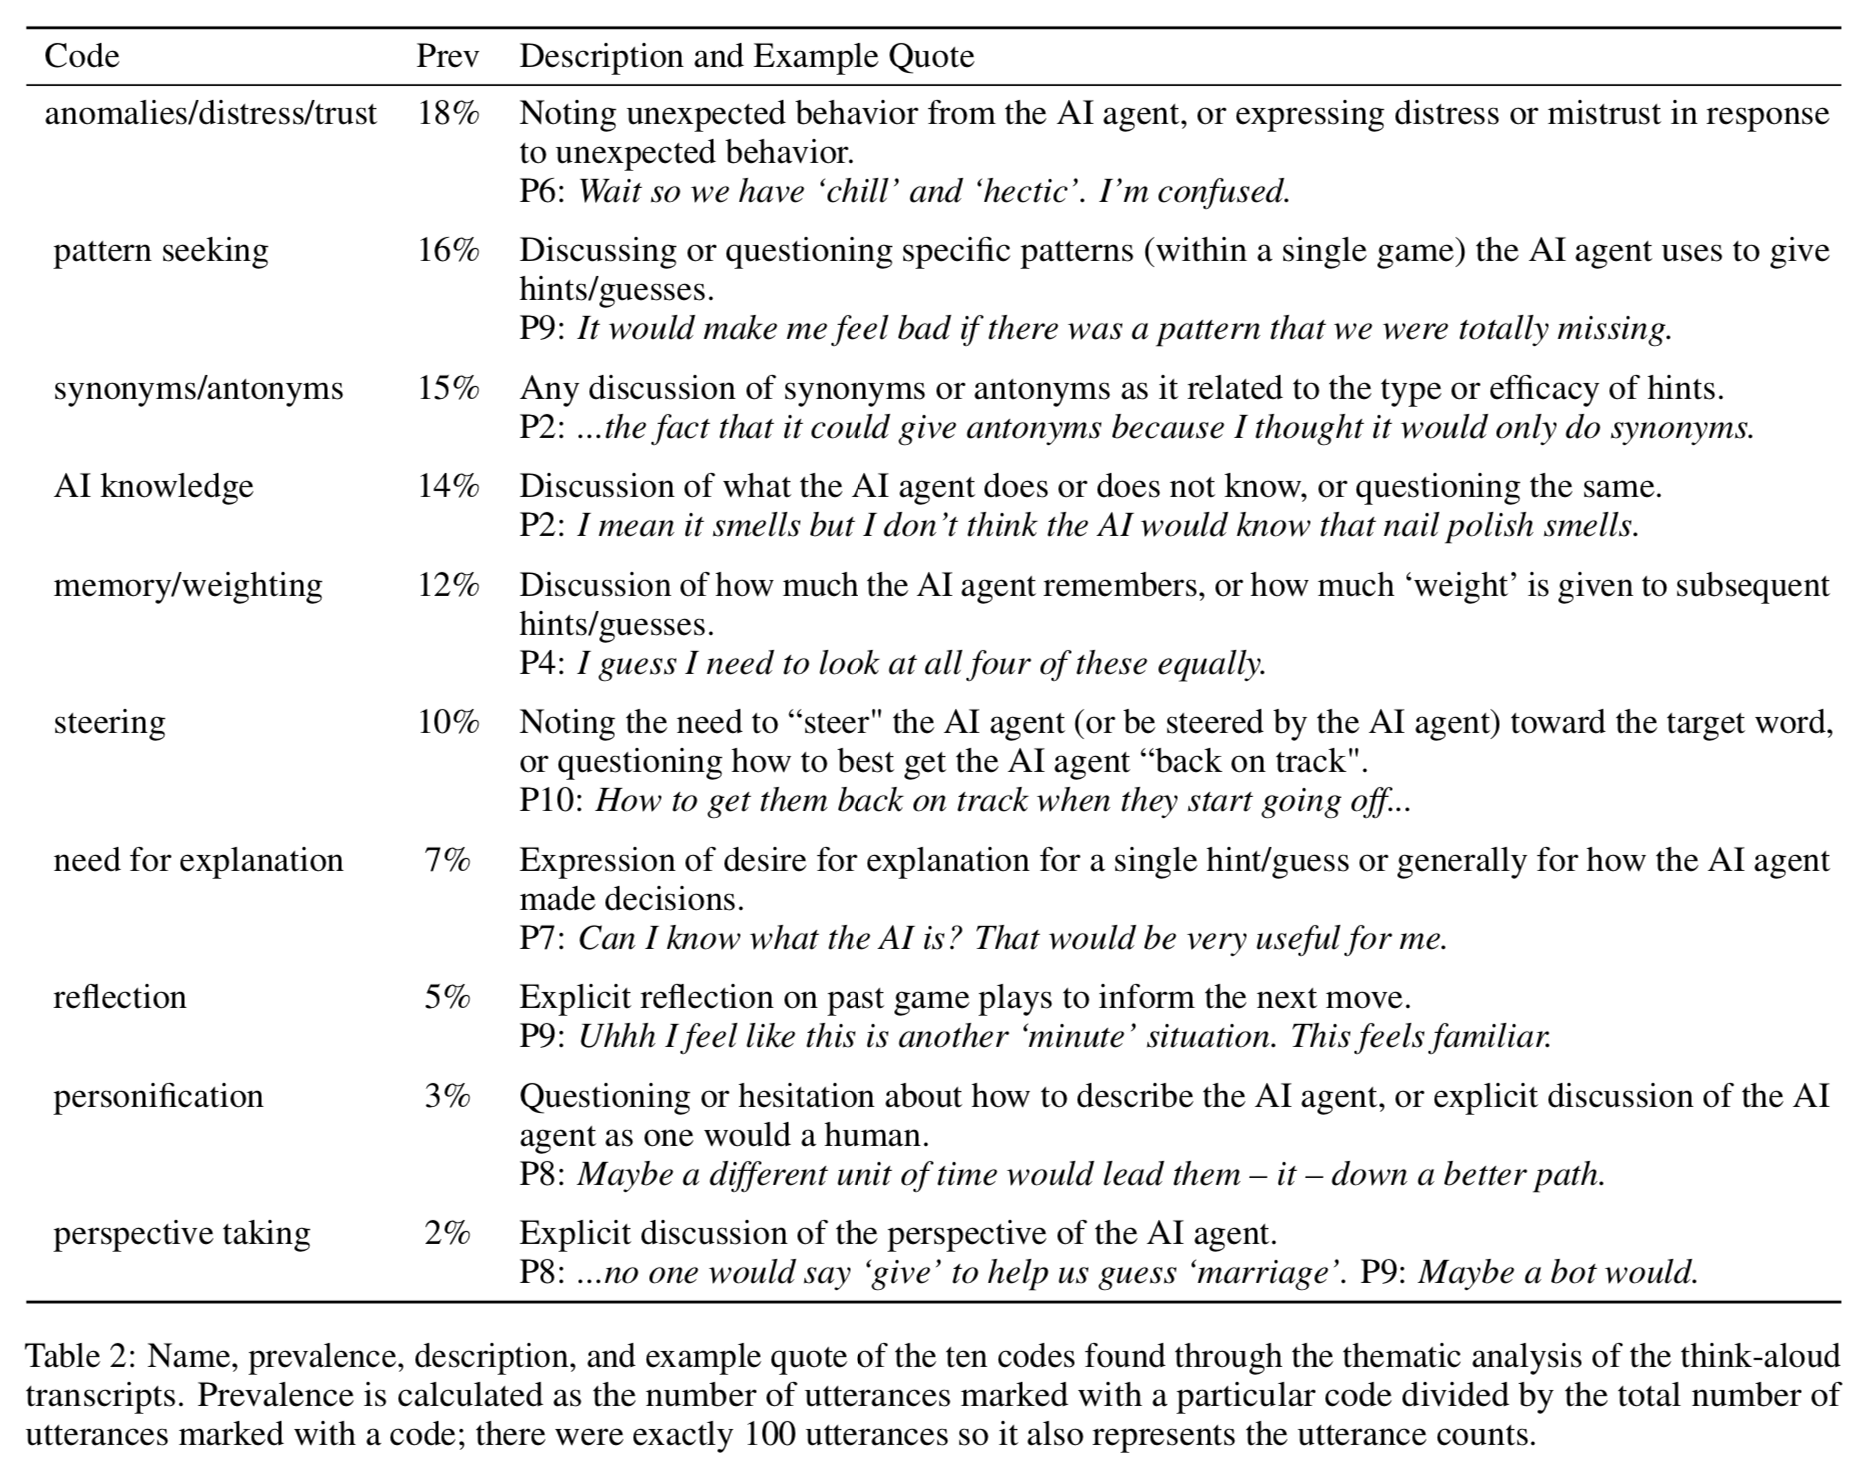 Code Prev Description and Example Quote
anomalies/distress/trust 18% Noting unexpected behavior from the AI agent, or expressing distress or mistrust in response
to unexpected behavior.
P6: Wait so we have ‘chill’ and ‘hectic’. I’m confused.
pattern seeking 16% Discussing or questioning specific patterns (within a single game) the AI agent uses to give
hints/guesses.
P9: It would make me feel bad if there was a pattern that we were totally missing.
synonyms/antonyms 15% Any discussion of synonyms or antonyms as it related to the type or efficacy of hints.
P2: ...the fact that it could give antonyms because I thought it would only do synonyms.
AI knowledge 14% Discussion of what the AI agent does or does not know, or questioning the same.
P2: I mean it smells but I don’t think the AI would know that nail polish smells.
memory/weighting 12% Discussion of how much the AI agent remembers, or how much ‘weight’ is given to subsequent
hints/guesses.
P4: I guess I need to look at all four of these equally.
steering 10% Noting the need to “steer" the AI agent (or be steered by the AI agent) toward the target word,
or questioning how to best get the AI agent “back on track".
P10: How to get them back on track when they start going off...
need for explanation 7% Expression of desire for explanation for a single hint/guess or generally for how the AI agent
made decisions.
P7: Can I know what the AI is? That would be very useful for me.
reflection 5% Explicit reflection on past game plays to inform the next move.
P9: Uhhh I feel like this is another ‘minute’ situation. This feels familiar.
personification 3% Questioning or hesitation about how to describe the AI agent, or explicit discussion of the AI
agent as one would a human.
P8: Maybe a different unit of time would lead them – it – down a better path.
perspective taking 2% Explicit discussion of the perspective of the AI agent.
P8: ...no one would say ‘give’ to help us guess ‘marriage’. P9: Maybe a bot would.
Table 2: Name, prevalence, description, and example quote of the ten codes found through the thematic analysis of the think-aloud
transcripts. Prevalence is calculated as the number of utterances marked with a particular code divided by the total number of
utterances marked with a code; there were exactly 100 utterances so it also represents the utterance counts.